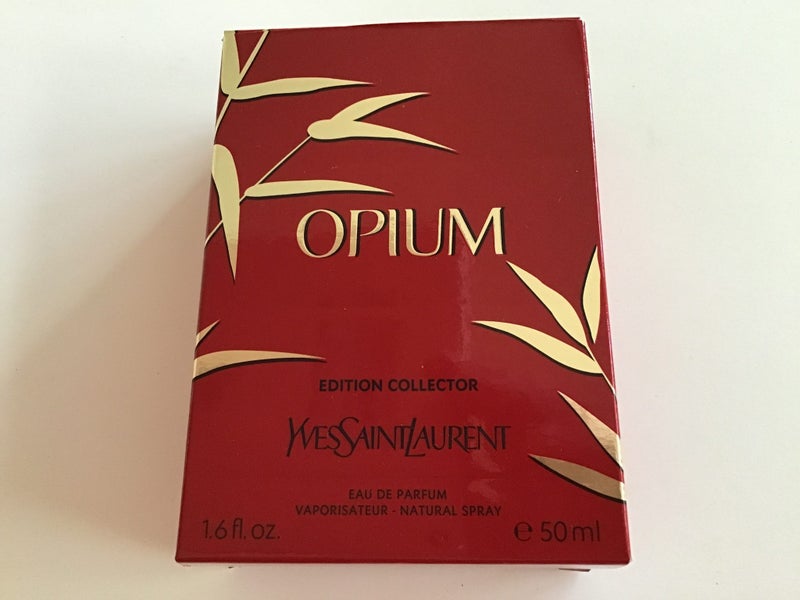 OPIUM
EDITION COLLECTOR
YVESSAINTLAURENT
EAU DE PARFUM
VAPORISATEUR - NATURAL SPRAY
1.6 fl. oz. ℮ 50 ml